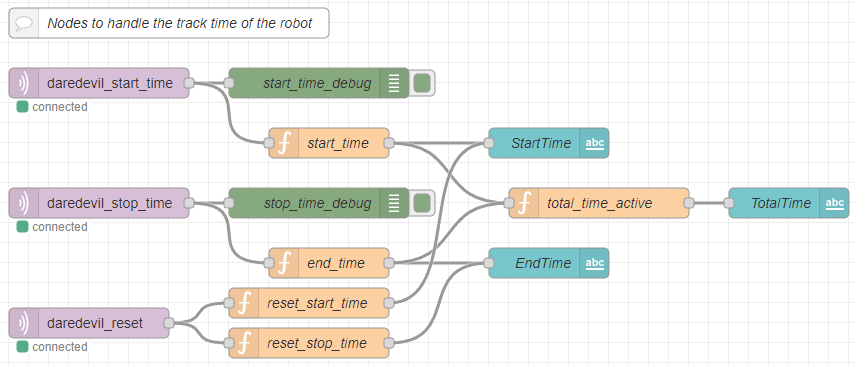 Nodes to handle the track time of the robot
daredevil_start_time
start_time_debug
connected
start_time
StartTime
abc
daredevil_stop_time
stop_time_debug
total_time_active
TotalTime
abc
connected
end_time
EndTime
abc
reset_start_time
daredevil_reset
reset_stop_time
connected